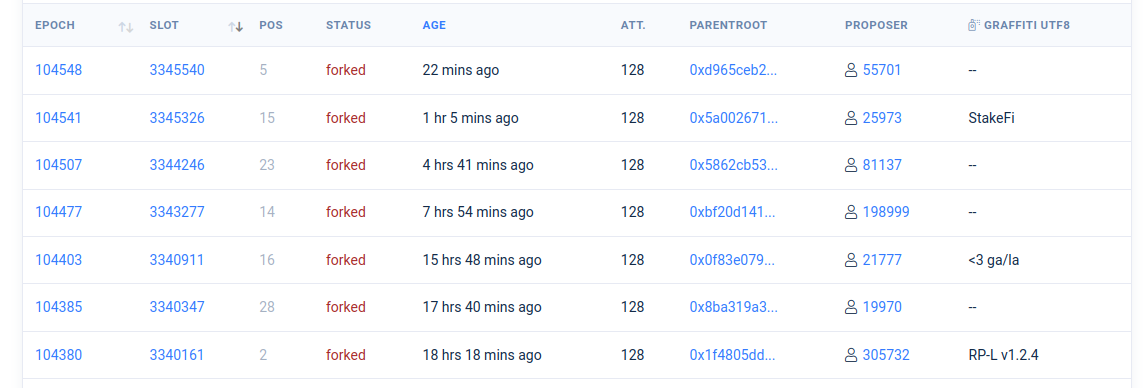 EPOCH SLOT POS STATUS AGE ATT. PARENTROOT PROPOSER GRAFFITI UTF8
104548 3345540 5 forked 22 mins ago 128 0xd965ceb2... 55701 --
104541 3345326 15 forked 1 hr 5 mins ago 128 0x5a002671... 25973 StakeFi
104507 3344246 23 forked 4 hrs 41 mins ago 128 0x5862cb53... 81137 --
104477 3343277 14 forked 7 hrs 54 mins ago 128 0xbf20d141... 198999 --
104403 3340911 16 forked 15 hrs 48 mins ago 128 0x0f83e079... 21777 <3 ga/la
104385 3340347 28 forked 17 hrs 40 mins ago 128 0x8ba319a3... 19970 --
104380 3340161 2 forked 18 hrs 18 mins ago 128 0x1f4805dd... 305732 RP-L v1.2.4